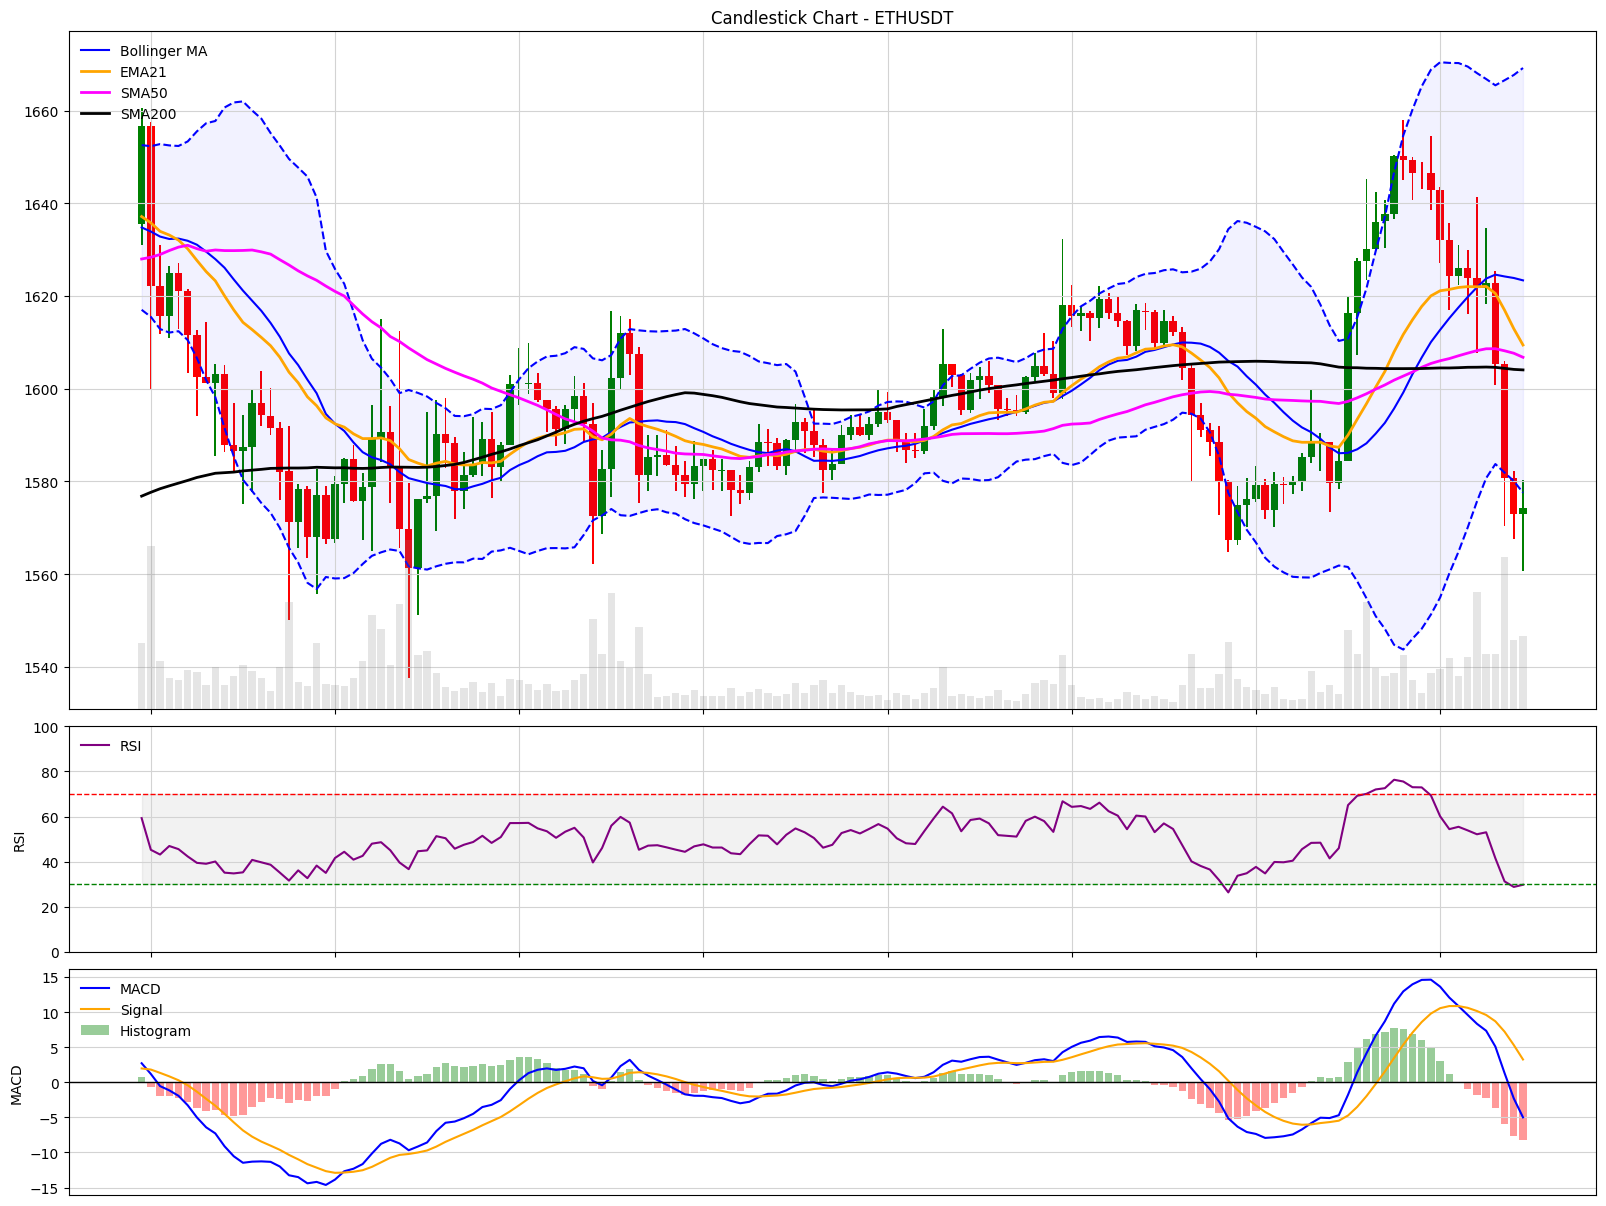 Candlestick Chart - ETHUSDT
Bollinger MA
EMA21
SMA50
SMA200
1660
1640
1620
1600
1580
1560
1540
RSI
100
80
60
40
20
0
RSI
MACD
Signal
Histogram
15
10
5
0
−5
−10
−15
MACD